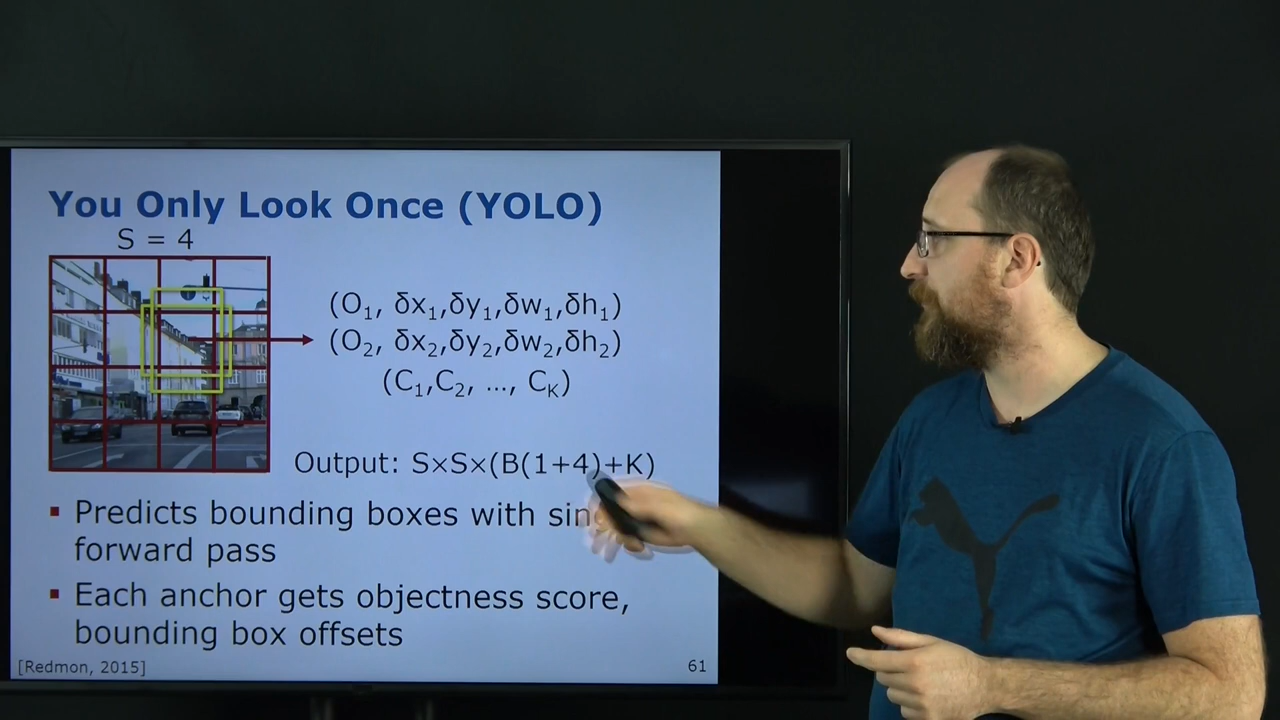 You Only Look Once (YOLO)
S = 4
(O₁, δx₁,δy₁,δw₁,δh₁)
(O₂, δx₂,δy₂,δw₂,δh₂)
(C₁,C₂, ..., C_K)
Output: S×S×(B(1+4)+K)
▪ Predicts bounding boxes with sin
forward pass
▪ Each anchor gets objectness score,
bounding box offsets
[Redmon, 2015]
61